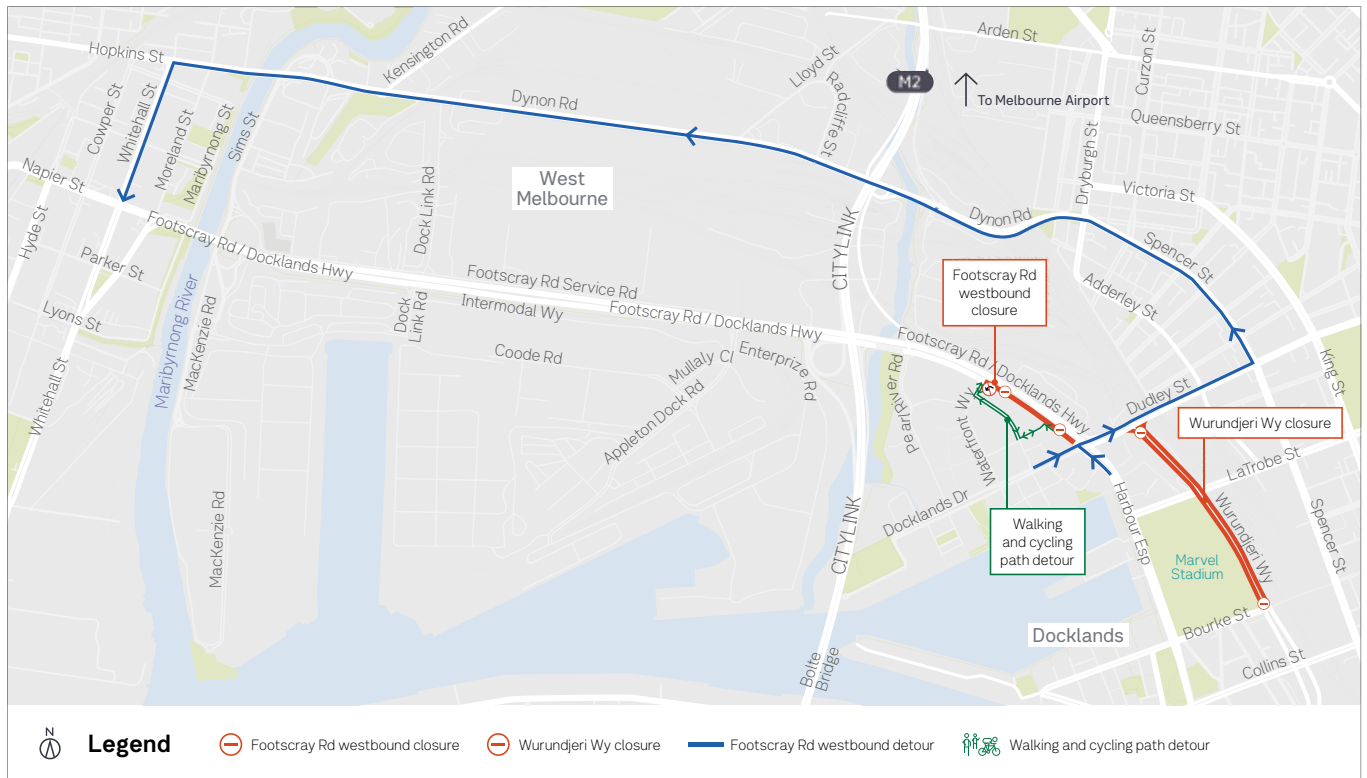 Hopkins St
Kensington Rd
Lloyd St
Radcliffe St
M2
To Melbourne Airport
Arden St
Curzon St
Queensberry St
Dryburgh St
Victoria St
Cowper St
Whitehall St
Moreland St
Maribyrnong St
Sims St
Dynon Rd
West
Melbourne
Napier St
Hyde St
Parker St
Lyons St
Whitehall St
Footscray Rd / Docklands Hwy
Dock Link Rd
Footscray Rd Service Rd
Intermodal Wy
Footscray Rd / Docklands Hwy
Dock
Link Rd
Maribyrnong River
MacKenzie Rd
MacKenzie Rd
Coode Rd
Mullaly Cl
Enterprize Rd
Appleton Dock Rd
CITYLINK
CITYLINK
Bolte
Bridge
Dynon Rd
Spencer St
Adderley St
Footscray Rd
westbound
closure
Footscray Rd / Docklands Hwy
Pearl River Rd
Waterfront Wy
Dudley St
King St
Wurundjeri Wy closure
LaTrobe St
Docklands Dr
Harbour Esp
Wurundjeri Wy
Spencer St
Walking
and cycling
path detour
Marvel
Stadium
Docklands
Bourke St
Collins St
N
Legend
Footscray Rd westbound closure
Wurundjeri Wy closure
Footscray Rd westbound detour
Walking and cycling path detour